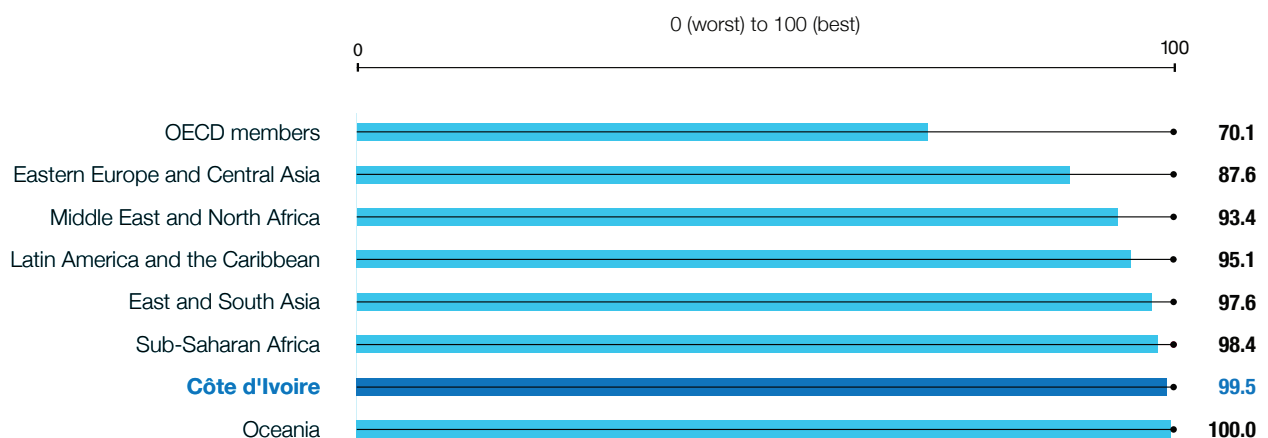 0 (worst) to 100 (best)
0 100
OECD members 70.1
Eastern Europe and Central Asia 87.6
Middle East and North Africa 93.4
Latin America and the Caribbean 95.1
East and South Asia 97.6
Sub-Saharan Africa 98.4
Côte d'Ivoire 99.5
Oceania 100.0